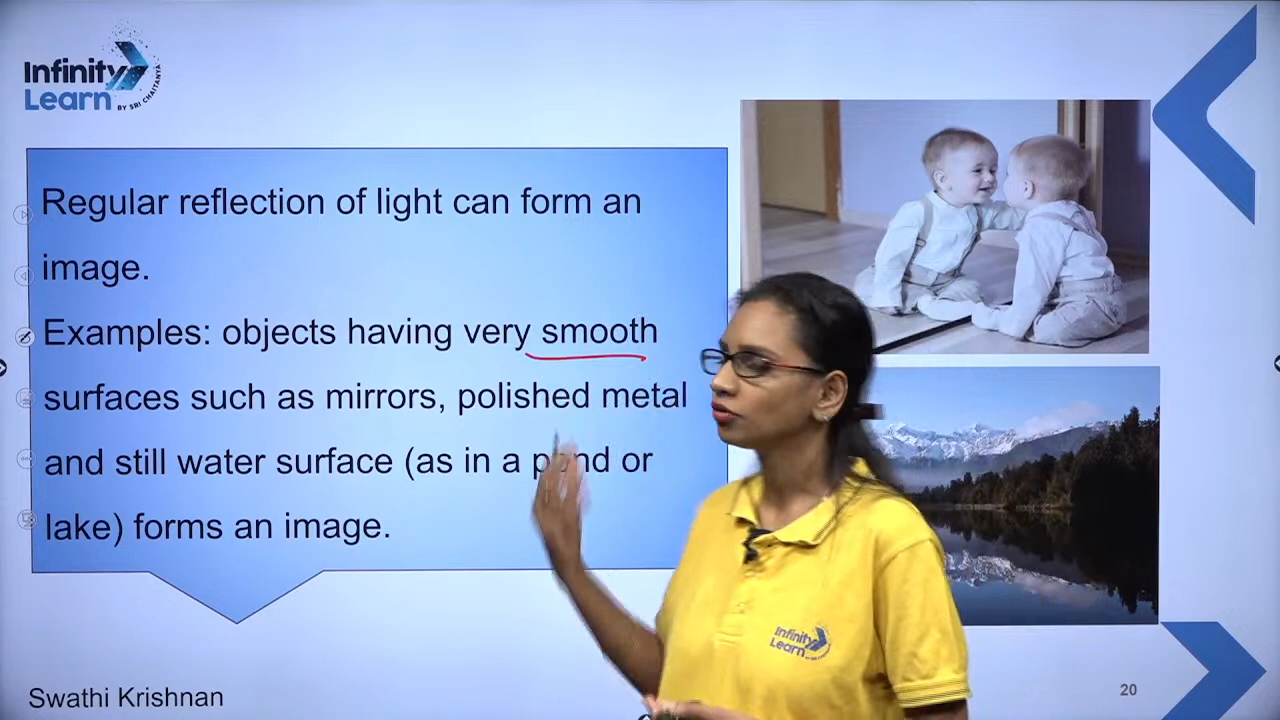 Infinity
Learn
BY SRI CHAITANYA
Regular reflection of light can form an
image.
Examples: objects having very smooth
surfaces such as mirrors, polished metal
and still water surface (as in a pond or
lake) forms an image.
Infinity
Learn
Swathi Krishnan
20